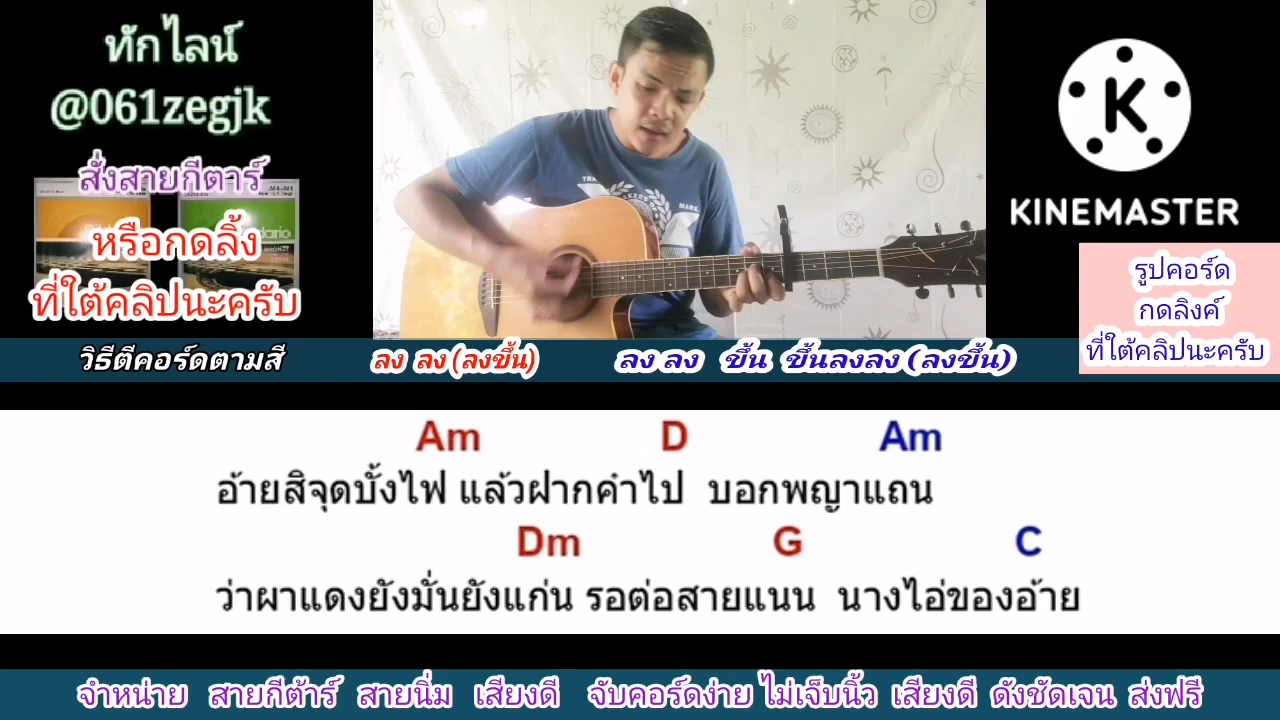 ทักไลน์
@061zegjk
สั่งสายกีตาร์
หรือกดลิ้ง
ที่ใต้คลิปนะครับ
KINEMASTER
รูปคอร์ด
กดลิงค์
ที่ใต้คลิปนะครับ
วิธีตีคอร์ดตามสี ลง ลง (ลงขึ้น) ลง ลง ขึ้น ขึ้นลงลง (ลงขึ้น)
Am D Am
อ้ายสิจุดบั้งไฟ แล้วฝากคำไป บอกพญาแถน
Dm G C
ว่าผาแดงยังมั่นยังแก่น รอต่อสายแนน นางไอ่ของอ้าย
จำหน่าย สายกีต้าร์ สายนิ่ม เสียงดี จับคอร์ดง่าย ไม่เจ็บนิ้ว เสียงดี ดังชัดเจน ส่งฟรี